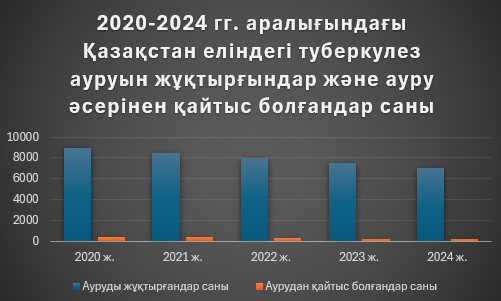 2020-2024 гг. аралығындағы
Қазақстан еліндегі туберкулез
ауруын жұқтырғындар және ауру
әсерінен қайтыс болғандар саны
10000
8000
6000
4000
2000
0
2020 ж. 2021 ж. 2022 ж. 2023 ж. 2024 ж.
Ауруды жұқтырғандар саны Аурудан қайтыс болғандар саны